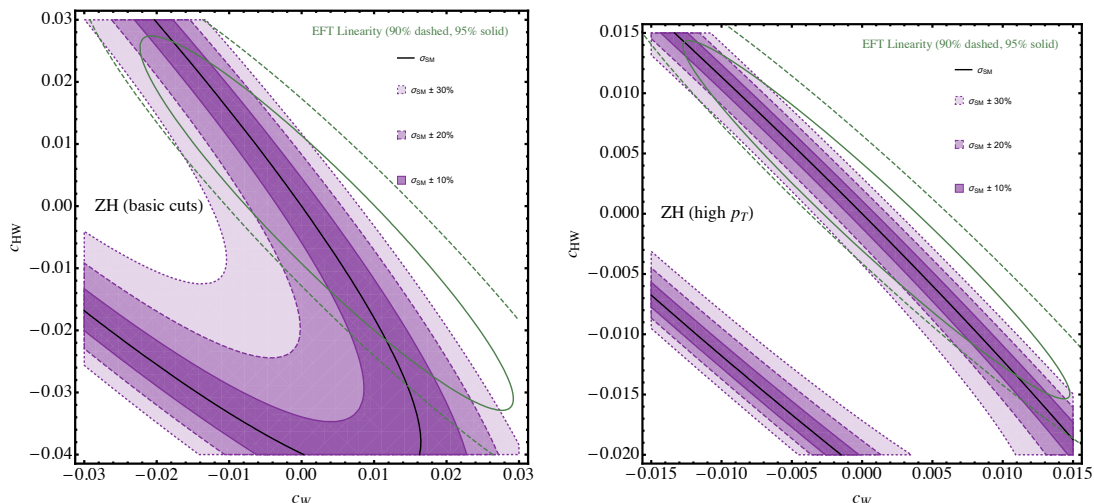 EFT Linearity (90% dashed, 95% solid)
σSM
σSM ± 30%
σSM ± 20%
σSM ± 10%
ZH (basic cuts)
cHW
0.03
0.02
0.01
0.00
−0.01
−0.02
−0.03
−0.04
−0.03 −0.02 −0.01 0.00 0.01 0.02 0.03
cW
EFT Linearity (90% dashed, 95% solid)
σSM
σSM ± 30%
σSM ± 20%
σSM ± 10%
ZH (high pT)
cHW
0.015
0.010
0.005
0.000
−0.005
−0.010
−0.015
−0.020
−0.015 −0.010 −0.005 0.000 0.005 0.010 0.015
cW